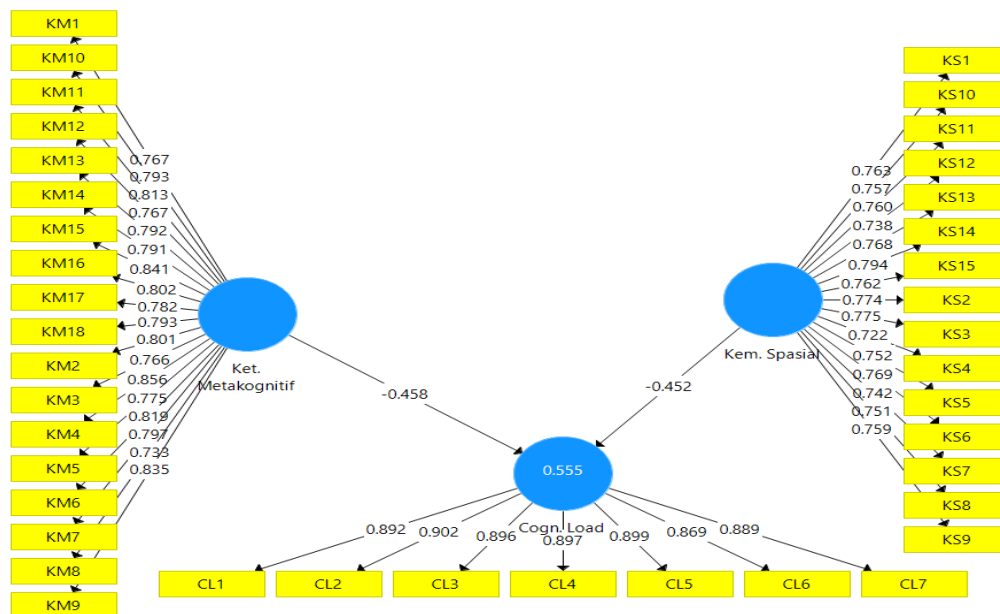 KM1
KM10
KM11
KM12
KM13
KM14
KM15
KM16
KM17
KM18
KM2
KM3
KM4
KM5
KM6
KM7
KM8
KM9
0.767
0.793
0.813
0.767
0.792
0.791
0.841
0.802
0.782
0.793
0.801
0.766
0.856
0.775
0.819
0.797
0.733
0.835
Ket.
Metakognitif
-0.458
0.555
Cogn. Load
-0.452
Kem. Spasial
0.763
0.757
0.760
0.738
0.768
0.794
0.762
0.774
0.775
0.722
0.752
0.769
0.742
0.751
0.759
KS1
KS10
KS11
KS12
KS13
KS14
KS15
KS2
KS3
KS4
KS5
KS6
KS7
KS8
KS9
0.892
0.902
0.896
0.897
0.899
0.869
0.889
CL1
CL2
CL3
CL4
CL5
CL6
CL7